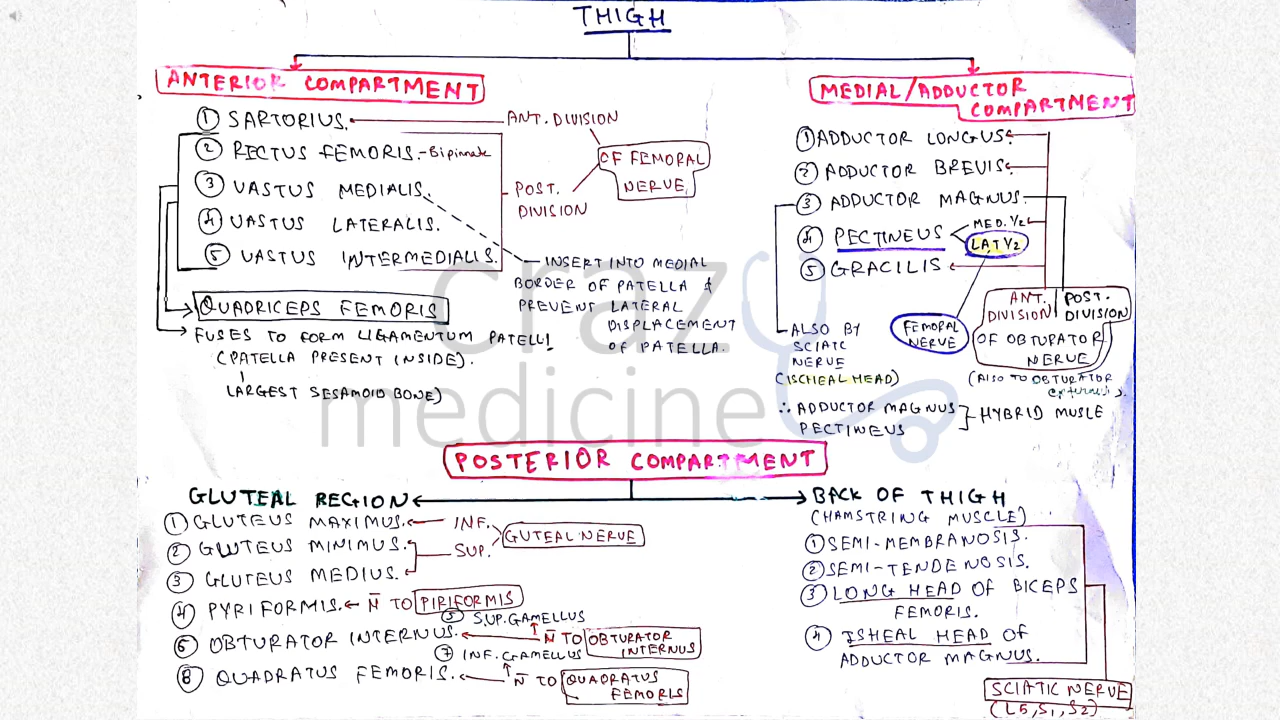 THIGH
ANTERIOR COMPARTMENT
① SARTORIUS.
② RECTUS FEMORIS. - Bipinnate
③ VASTUS MEDIALIS.
④ VASTUS LATERALIS.
⑤ VASTUS INTERMEDIALIS.
ANT. DIVISION
POST. DIVISION
OF FEMORAL
NERVE
QUADRICEPS FEMORIS
FUSES TO FORM LIGAMENTUM PATELLI
(PATELLA PRESENT INSIDE).
LARGEST SESAMOID BONE)
INSERT INTO MEDIAL
BORDER OF PATELLA &
PREVENT LATERAL
DISPLACEMENT
OF PATELLA.
MEDIAL/ADDUCTOR
COMPARTMENT
① ADDUCTOR LONGUS.
② ADDUCTOR BREVIS.
③ ADDUCTOR MAGNUS
④ PECTINEUS
MED. 1/2
LAT 1/2
⑤ GRACILIS
ANT. DIVISION
POST. DIVISION
OF OBTURATOR
NERVE
(ALSO TO OBTURATOR
FEMORAL
NERVE
ALSO BY
SCIATC
NERVE
(ISCHEAL HEAD)
∴ ADDUCTOR MAGNUS
PECTINEUS
HYBRID MUSLE
crazy
medicine
POSTERIOR COMPARTMENT
GLUTEAL REGION
① GLUTEUS MAXIMUS.
② GLUTEUS MINIMUS.
③ GLUTEUS MEDIUS.
INF.
SUP.
GUTEAL NERVE
④ PYRIFORMIS. N̄ TO PIRIFORMIS
⑤ SUP. GAMELLUS
⑥ OBTURATOR INTERNUS. N̄ TO OBTURATOR
INTERNUS
⑦ INF. GAMELLUS
⑧ QUADRATUS FEMORIS. N̄ TO QUADRATUS
FEMORIS
BACK OF THIGH
(HAMSTRING MUSCLE)
① SEMI-MEMBRANOSIS.
② SEMI-TENDENOSIS.
③ LONG HEAD OF BICEPS
FEMORIS.
④ ISHEAL HEAD OF
ADDUCTOR MAGNUS.
SCIATIC NERVE
(L5, S1, S2)